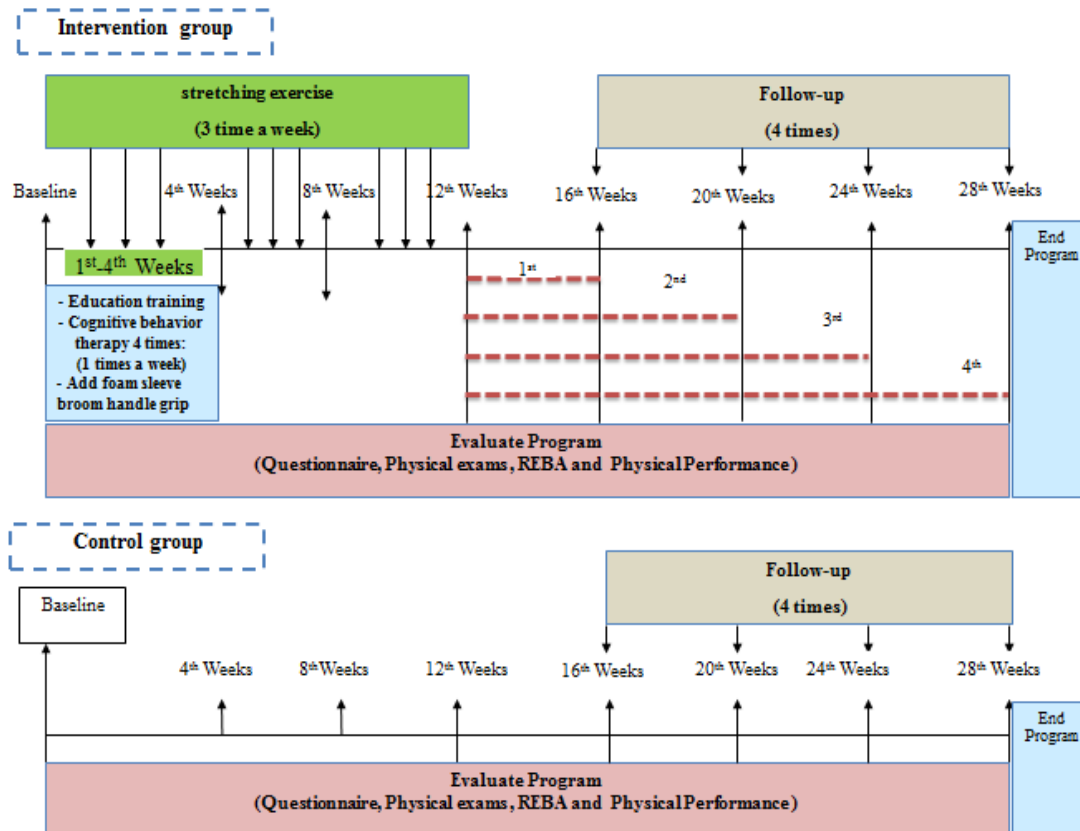 Intervention group
stretching exercise
(3 time a week)
Follow-up
(4 times)
Baseline
4th Weeks
8th Weeks
12th Weeks
16th Weeks
20th Weeks
24th Weeks
28th Weeks
1st-4th Weeks
- Education training
- Cognitive behavior
therapy 4 times:
(1 times a week)
- Add foam sleeve
broom handle grip
1st
2nd
3rd
4th
End
Program
Evaluate Program
(Questionnaire, Physical exams, REBA and Physical Performance)
Control group
Follow-up
(4 times)
Baseline
4th Weeks
8th Weeks
12th Weeks
16th Weeks
20th Weeks
24th Weeks
28th Weeks
End
Program
Evaluate Program
(Questionnaire, Physical exams, REBA and Physical Performance)